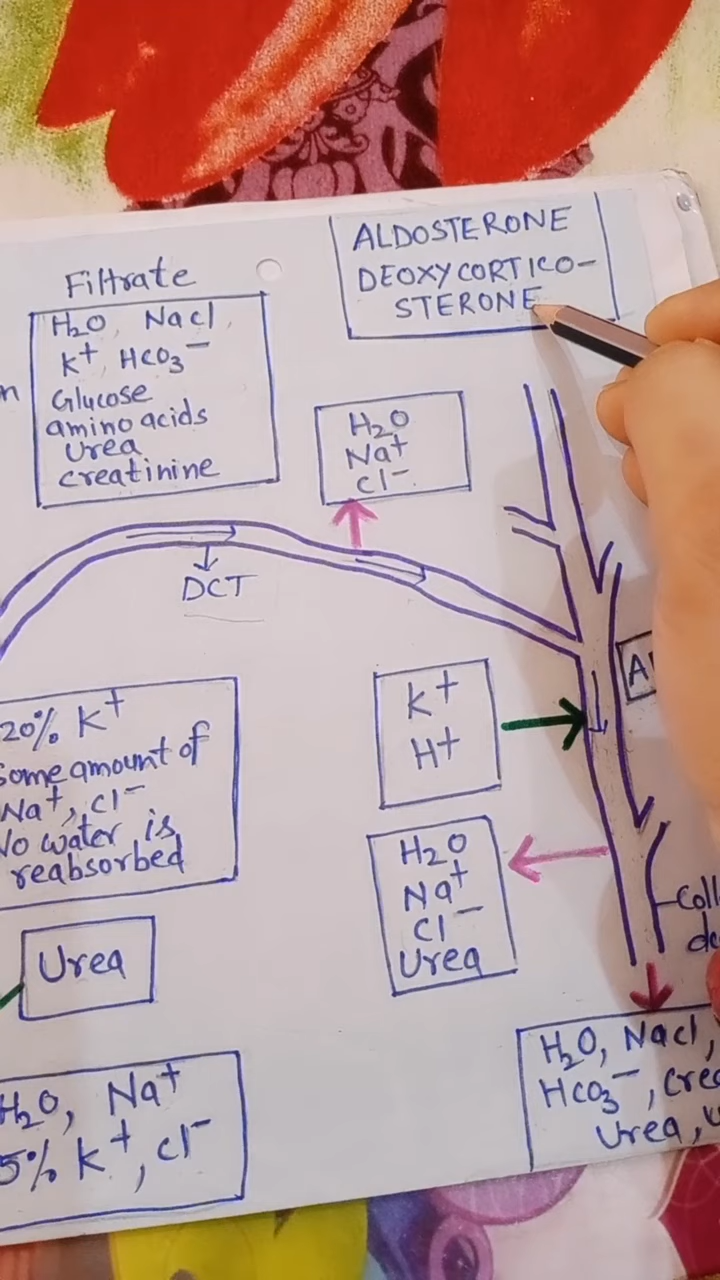 ALDOSTERONE
DEOXYCORTICO-
STERONE
Filtrate
H₂O, Nacl,
K⁺, HCO₃⁻
Glucose
amino acids
Urea
creatinine
H₂O
Na⁺
Cl⁻
DCT
K⁺
H⁺
20% K⁺
some amount of
Na⁺, Cl⁻
No water is
reabsorbed
H₂O
Na⁺
Cl⁻
Urea
Urea
H₂O, Na⁺
5% K⁺, Cl⁻
H₂O, Nacl,
HCO₃⁻,
Urea,